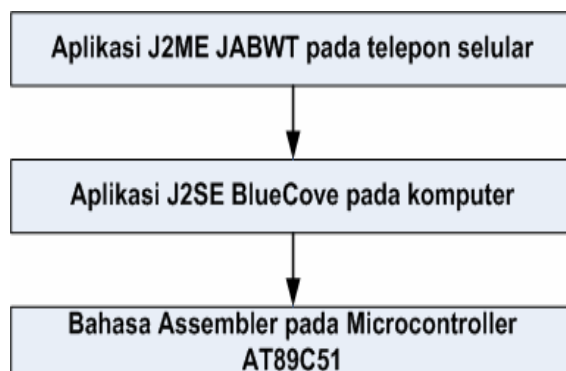 Aplikasi J2ME JABWT pada telepon selular
Aplikasi J2SE BlueCove pada komputer
Bahasa Assembler pada Microcontroller
AT89C51